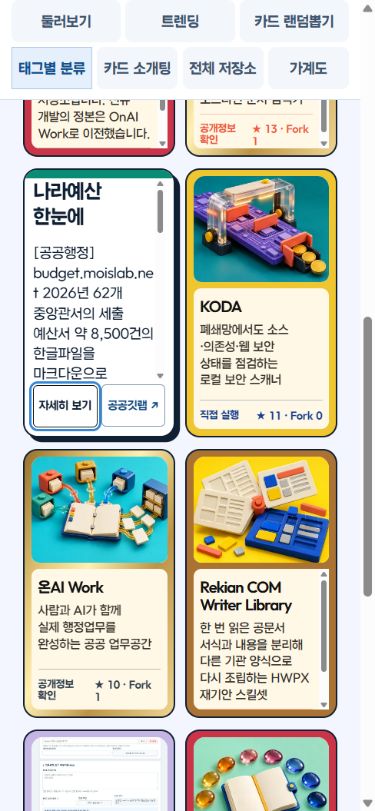 둘러보기
트렌딩
카드 랜덤뽑기
태그별 분류
카드 소개팅
전체 저장소
가계도
개발의 정본은 OnAI
Work로 이전했습니다.
공개정보
확인
★ 13 · Fork
1
나라예산
한눈에
[공공행정]
budget.moislab.ne
t 2026년 62개
중앙관서의 세출
예산서 약 8,500건의
한글파일을
마크다운으로
자세히 보기
공공깃랩 ↗
KODA
폐쇄망에서도 소스
·의존성·웹 보안
상태를 점검하는
로컬 보안 스캐너
직접 실행
★ 11 · Fork 0
온AI Work
사람과 AI가 함께
실제 행정업무를
완성하는 공공 업무공간
공개정보
확인
★ 10 · Fork
1
Rekian COM
Writer Library
한 번 읽은 공문서
서식과 내용을 분리해
다른 기관 양식으로
다시 조립하는 HWPX
재기안 스킬셋